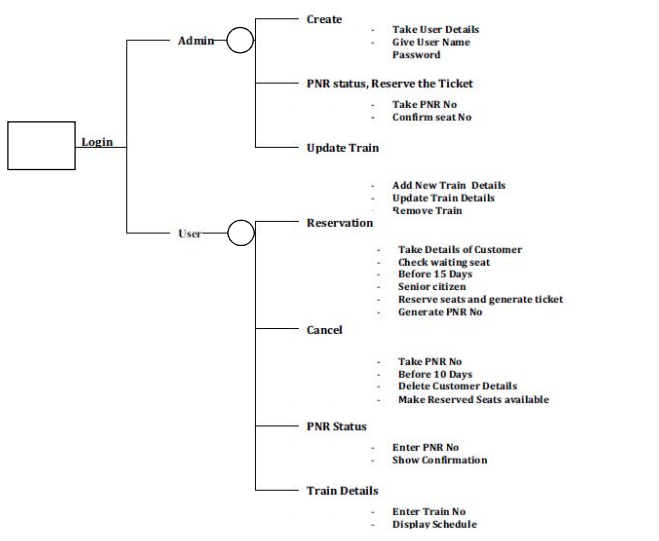 Create
- Take User Details
Admin
- Give User Name
Password
PNR status, Reserve the Ticket
- Take PNR No
- Confirm seat No
Login
Update Train
- Add New Train Details
- Update Train Details
- Remove Train
Reservation
User
- Take Details of Customer
- Check waiting seat
- Before 15 Days
- Senior citizen
- Reserve seats and generate ticket
- Generate PNR No
Cancel
- Take PNR No
- Before 10 Days
- Delete Customer Details
- Make Reserved Seats available
PNR Status
- Enter PNR No
- Show Confirmation
Train Details
- Enter Train No
- Display Schedule